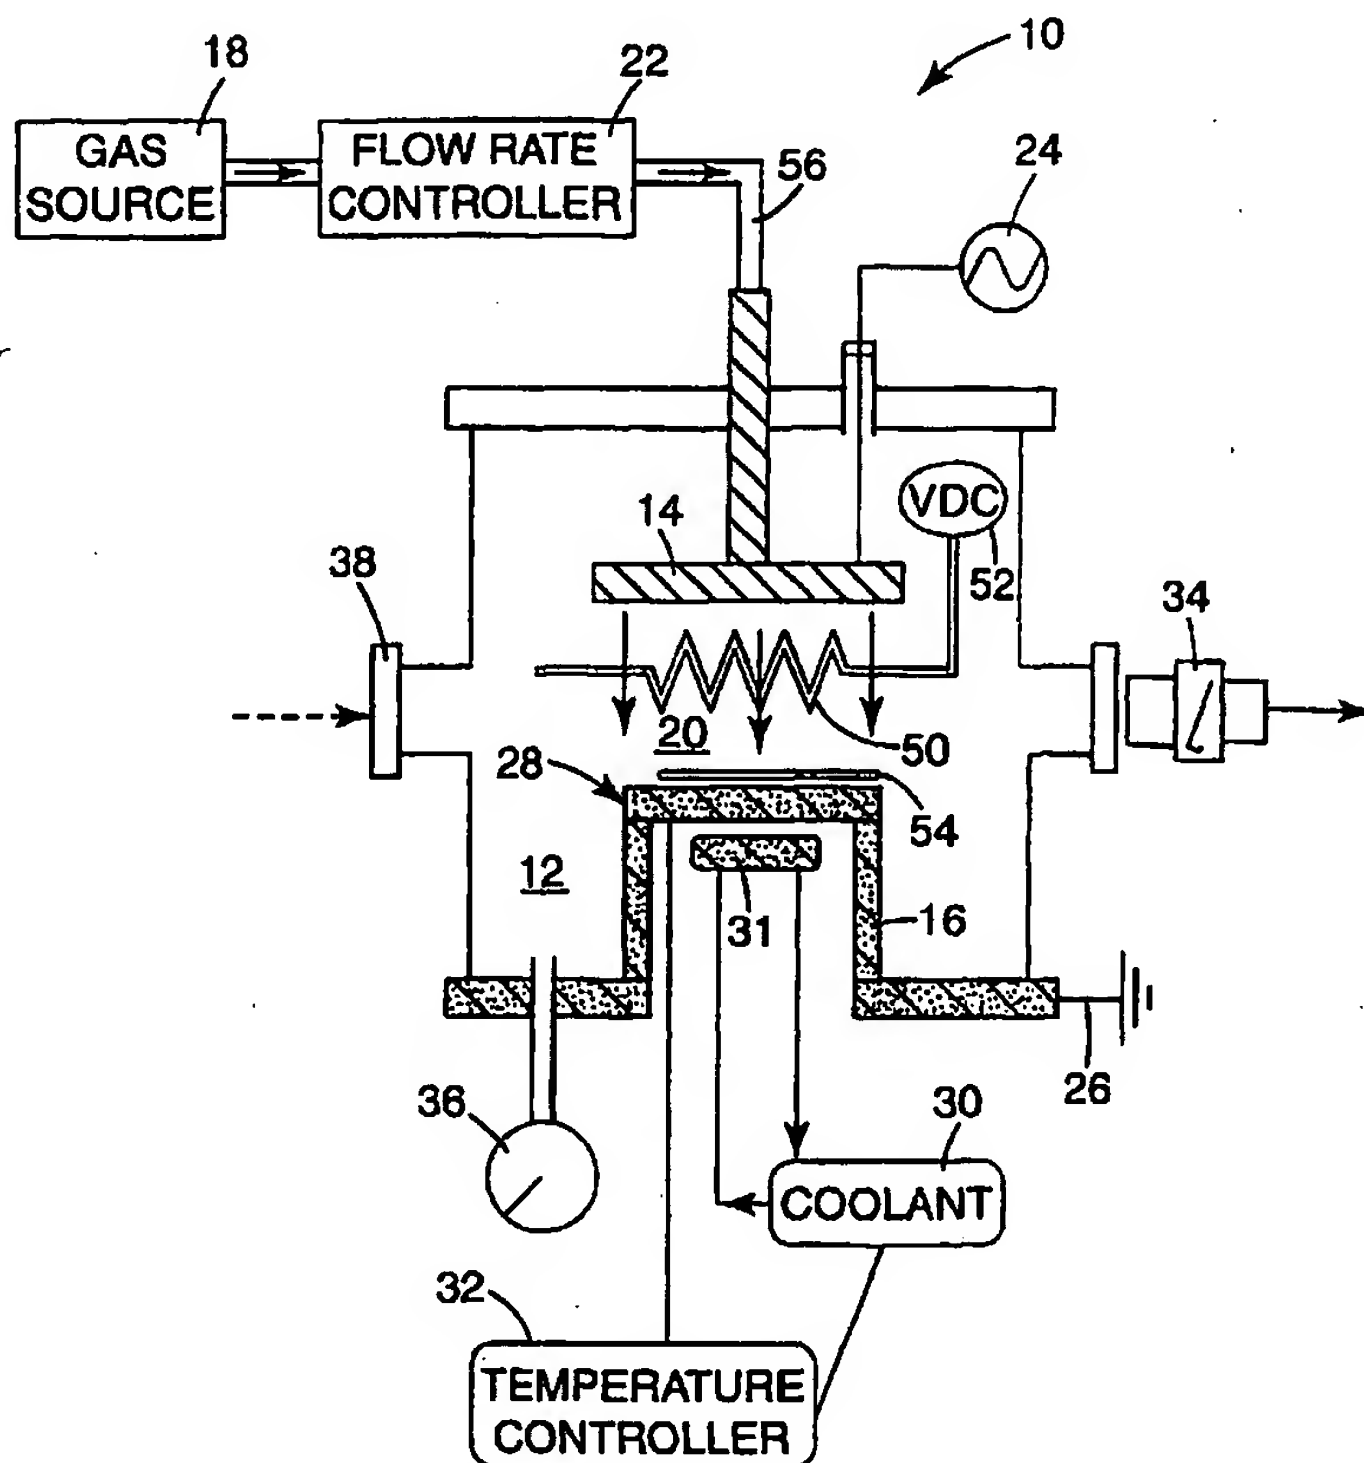 10
18
22
GAS
SOURCE
FLOW RATE
CONTROLLER
56
24
VDC
14
52
38
34
20
50
28
54
12
31
16
26
36
30
COOLANT
32
TEMPERATURE
CONTROLLER